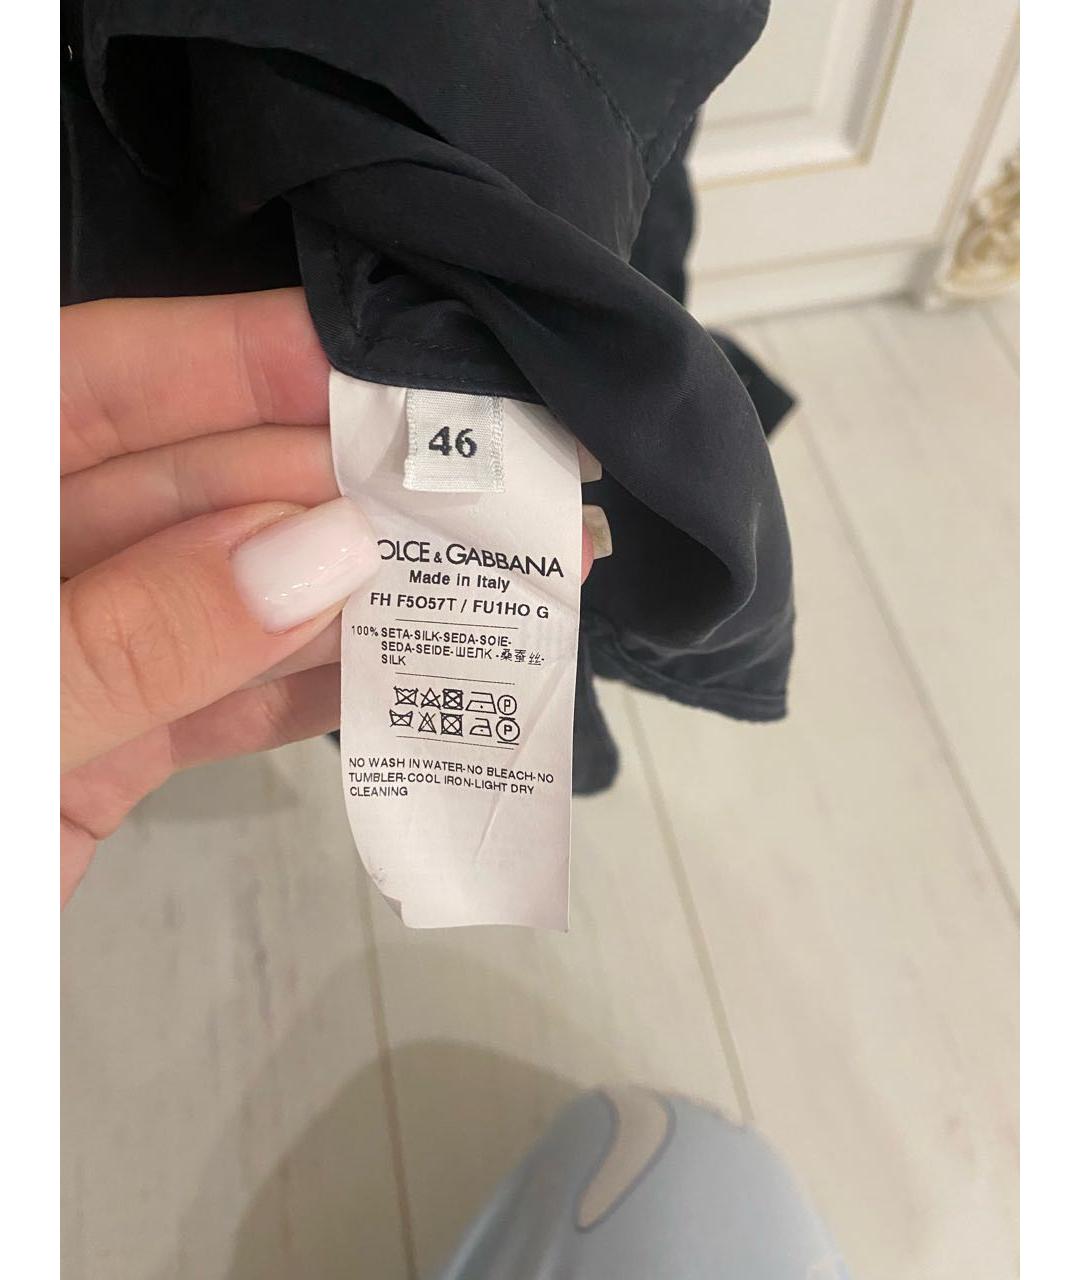 46
OLCE & GABBANA
Made in Italy
FH F5O57T / FU1HO G
100% SETA-SILK-SEDA-SOIE-
SEDA-SEIDE-ШЕЛК -桑蚕丝-
SILK
P
P
NO WASH IN WATER-NO BLEACH-NO
TUMBLER-COOL IRON-LIGHT DRY
CLEANING